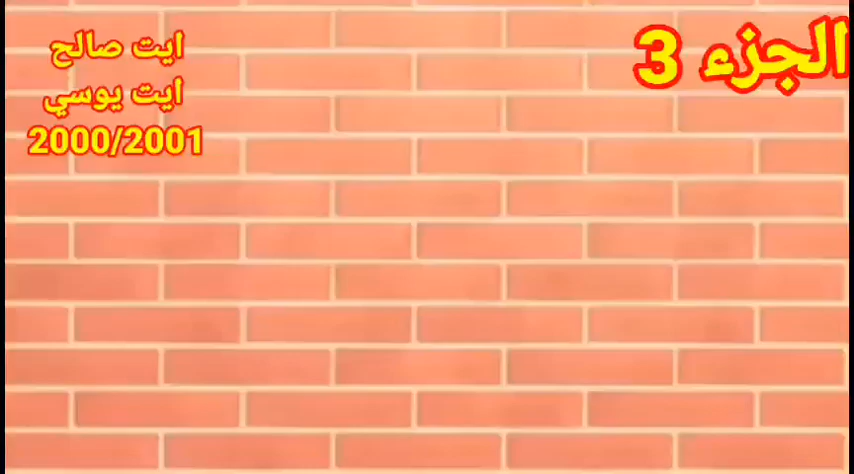 الجزء 3
ايت صالح
ايت يوسي
2000/2001